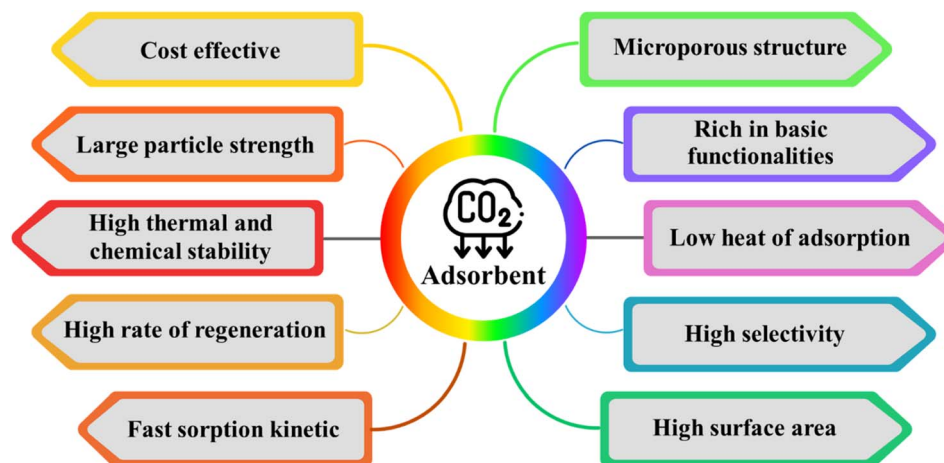 Cost effective
Large particle strength
High thermal and
chemical stability
High rate of regeneration
Fast sorption kinetic
CO2
Adsorbent
Microporous structure
Rich in basic
functionalities
Low heat of adsorption
High selectivity
High surface area